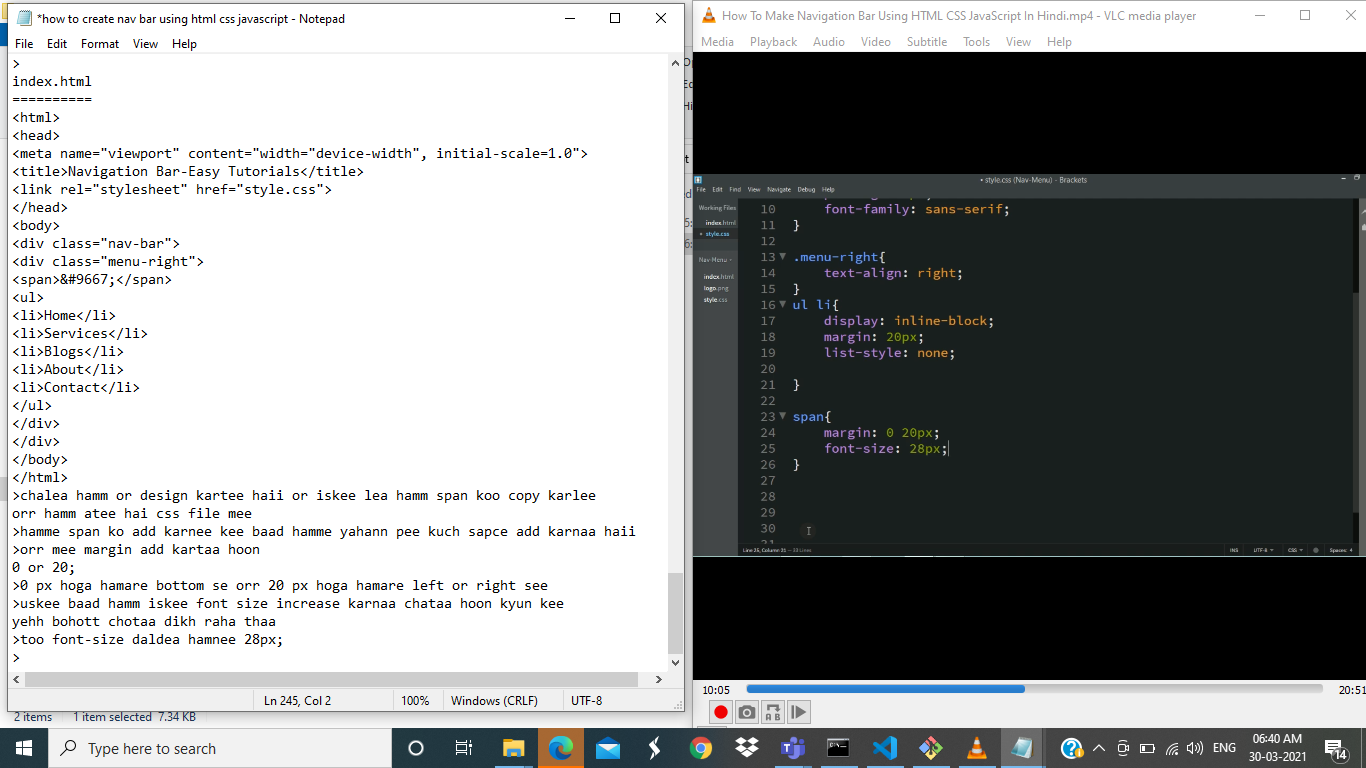 *how to create nav bar using html css javascript - Notepad
File Edit Format View Help
>
index.html
==========
<html>
<head>
<meta name="viewport" content="width="device-width", initial-scale=1.0">
<title>Navigation Bar-Easy Tutorials</title>
<link rel="stylesheet" href="style.css">
</head>
<body>
<div class="nav-bar">
<div class="menu-right">
<span>&#9667;</span>
<ul>
<li>Home</li>
<li>Services</li>
<li>Blogs</li>
<li>About</li>
<li>Contact</li>
</ul>
</div>
</div>
</body>
</html>
>chalea hamm or design kartee haii or iskee lea hamm span koo copy karlee
orr hamm atee hai css file mee
>hamme span ko add karnee kee baad hamme yahann pee kuch sapce add karnaa haii
>orr mee margin add kartaa hoon
0 or 20;
>0 px hoga hamare bottom se orr 20 px hoga hamare left or right see
>uskee baad hamm iskee font size increase karnaa chataa hoon kyun kee
yehh bohott chotaa dikh raha thaa
>too font-size daldea hamnee 28px;
>
Ln 245, Col 2 100% Windows (CRLF) UTF-8
2 items 1 item selected 7.34 KB
How To Make Navigation Bar Using HTML CSS JavaScript In Hindi.mp4 - VLC media player
Media Playback Audio Video Subtitle Tools View Help
• style.css (Nav-Menu) - Brackets
File Edit Find View Navigate Debug Help
Working Files
index.html
• style.css
Nav-Menu
index.html
logo.png
style.css
10 font-family: sans-serif;
11 }
12
13 .menu-right{
14 text-align: right;
15 }
16 ul li{
17 display: inline-block;
18 margin: 20px;
19 list-style: none;
20
21 }
22
23 span{
24 margin: 0 20px;
25 font-size: 28px;
26 }
27
28
29
30
Line 25, Column 21 — 33 Lines INS UTF-8 CSS Spaces: 4
10:05 20:51
Type here to search
ENG 06:40 AM
30-03-2021
14